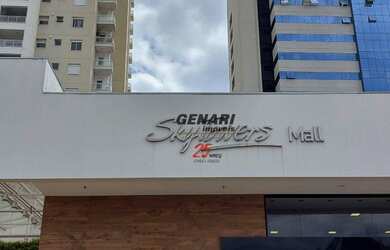 GENARI
imóveis
Skytowers Mall
25 anos